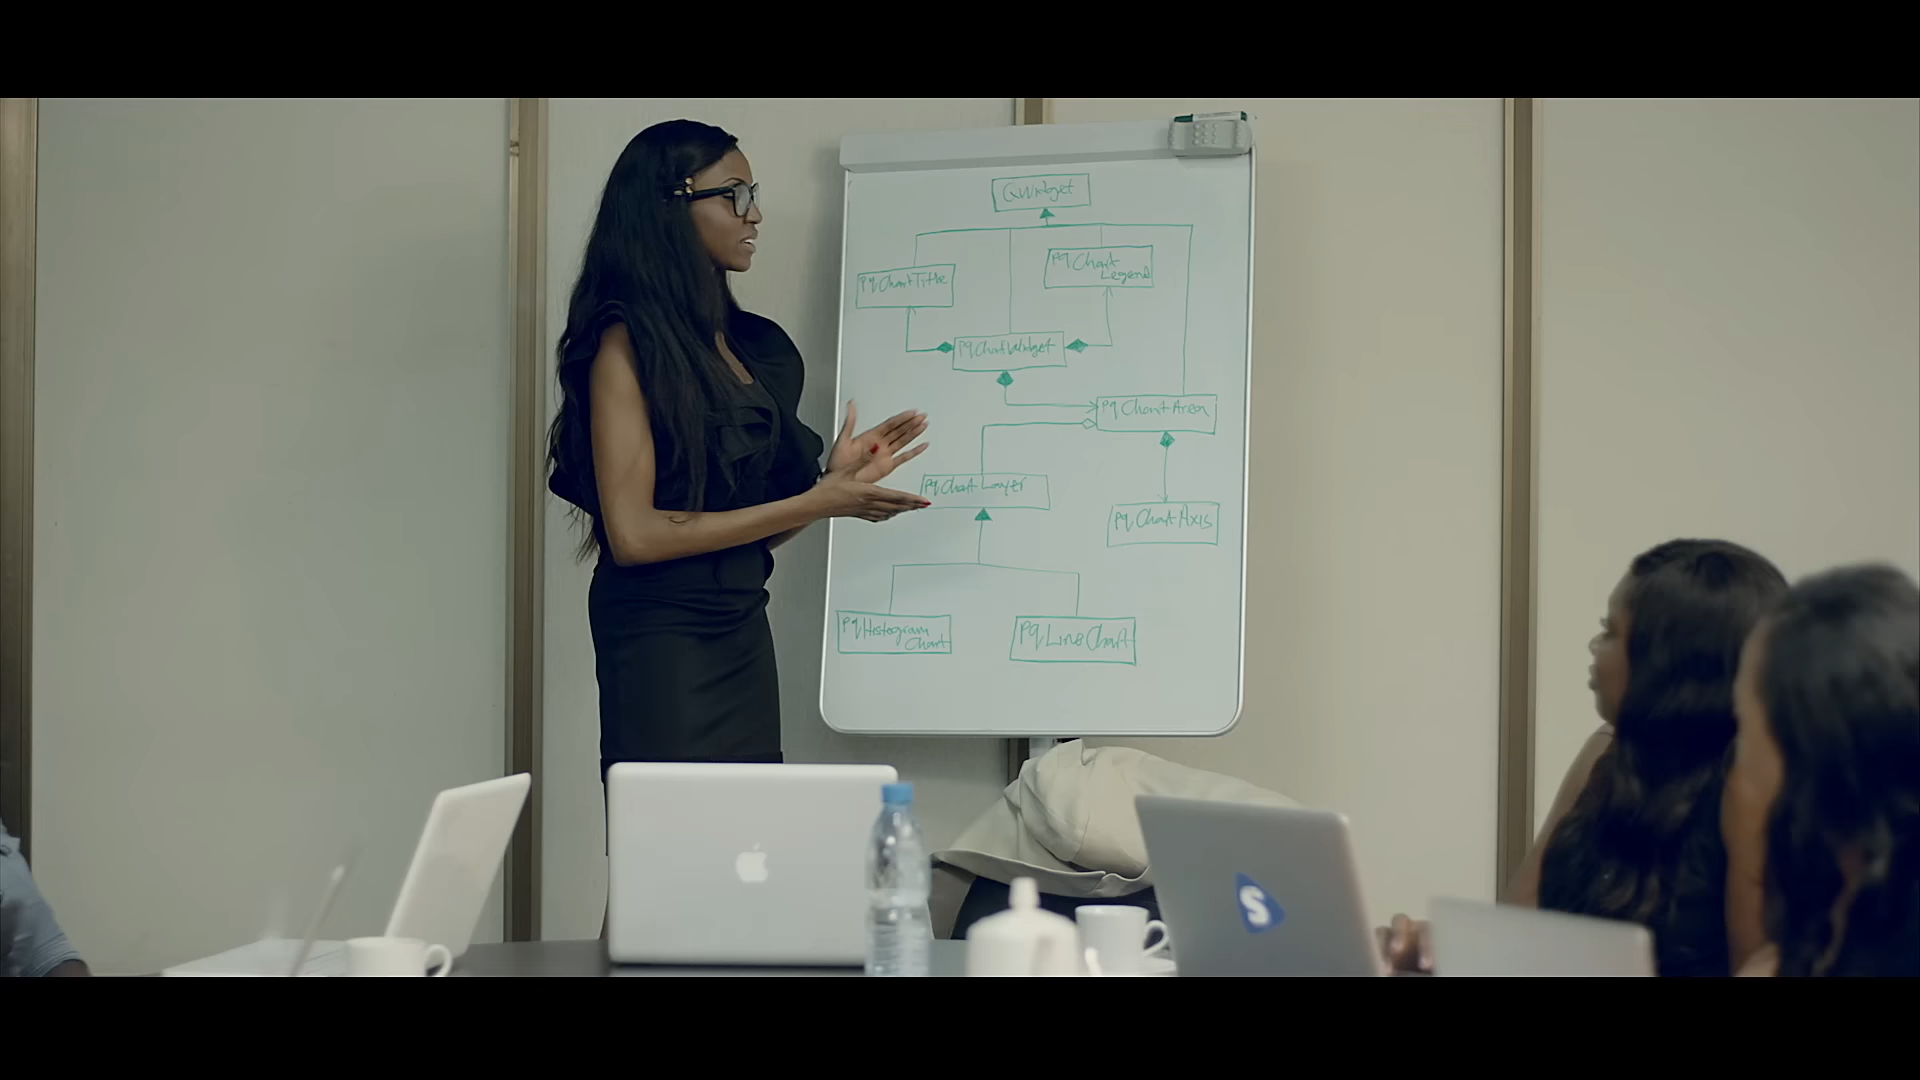 QWidget
PqChartTitle
PqChart
Legend
PqChartWidget
PqChartArea
PqChartLayer
PqChartAxis
PqHistogram
Chart
PqLineChart
S